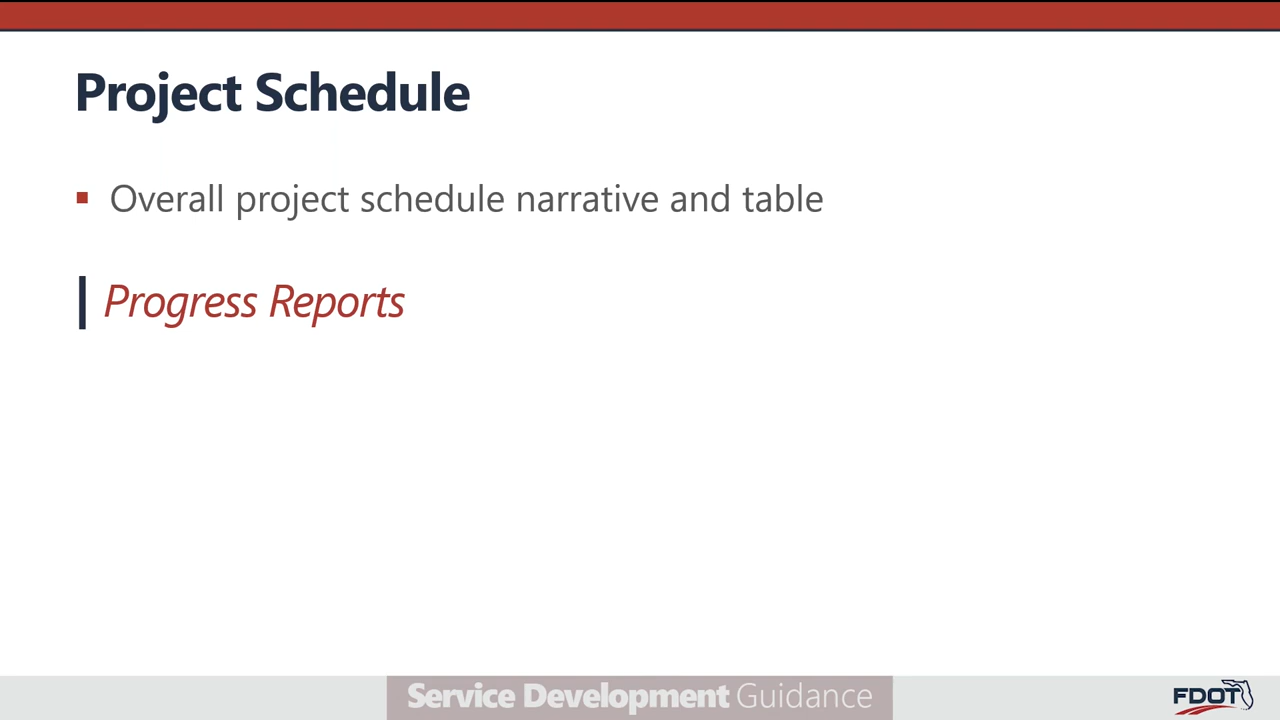 Project Schedule
Overall project schedule narrative and table
Progress Reports
Service Development Guidance
FDOT